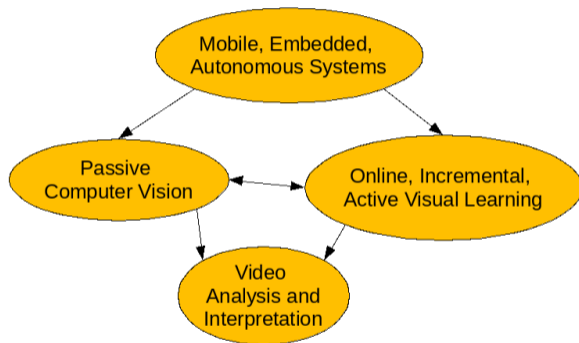 Mobile, Embedded,
Autonomous Systems
Passive
Computer Vision
Online, Incremental,
Active Visual Learning
Video
Analysis and
Interpretation